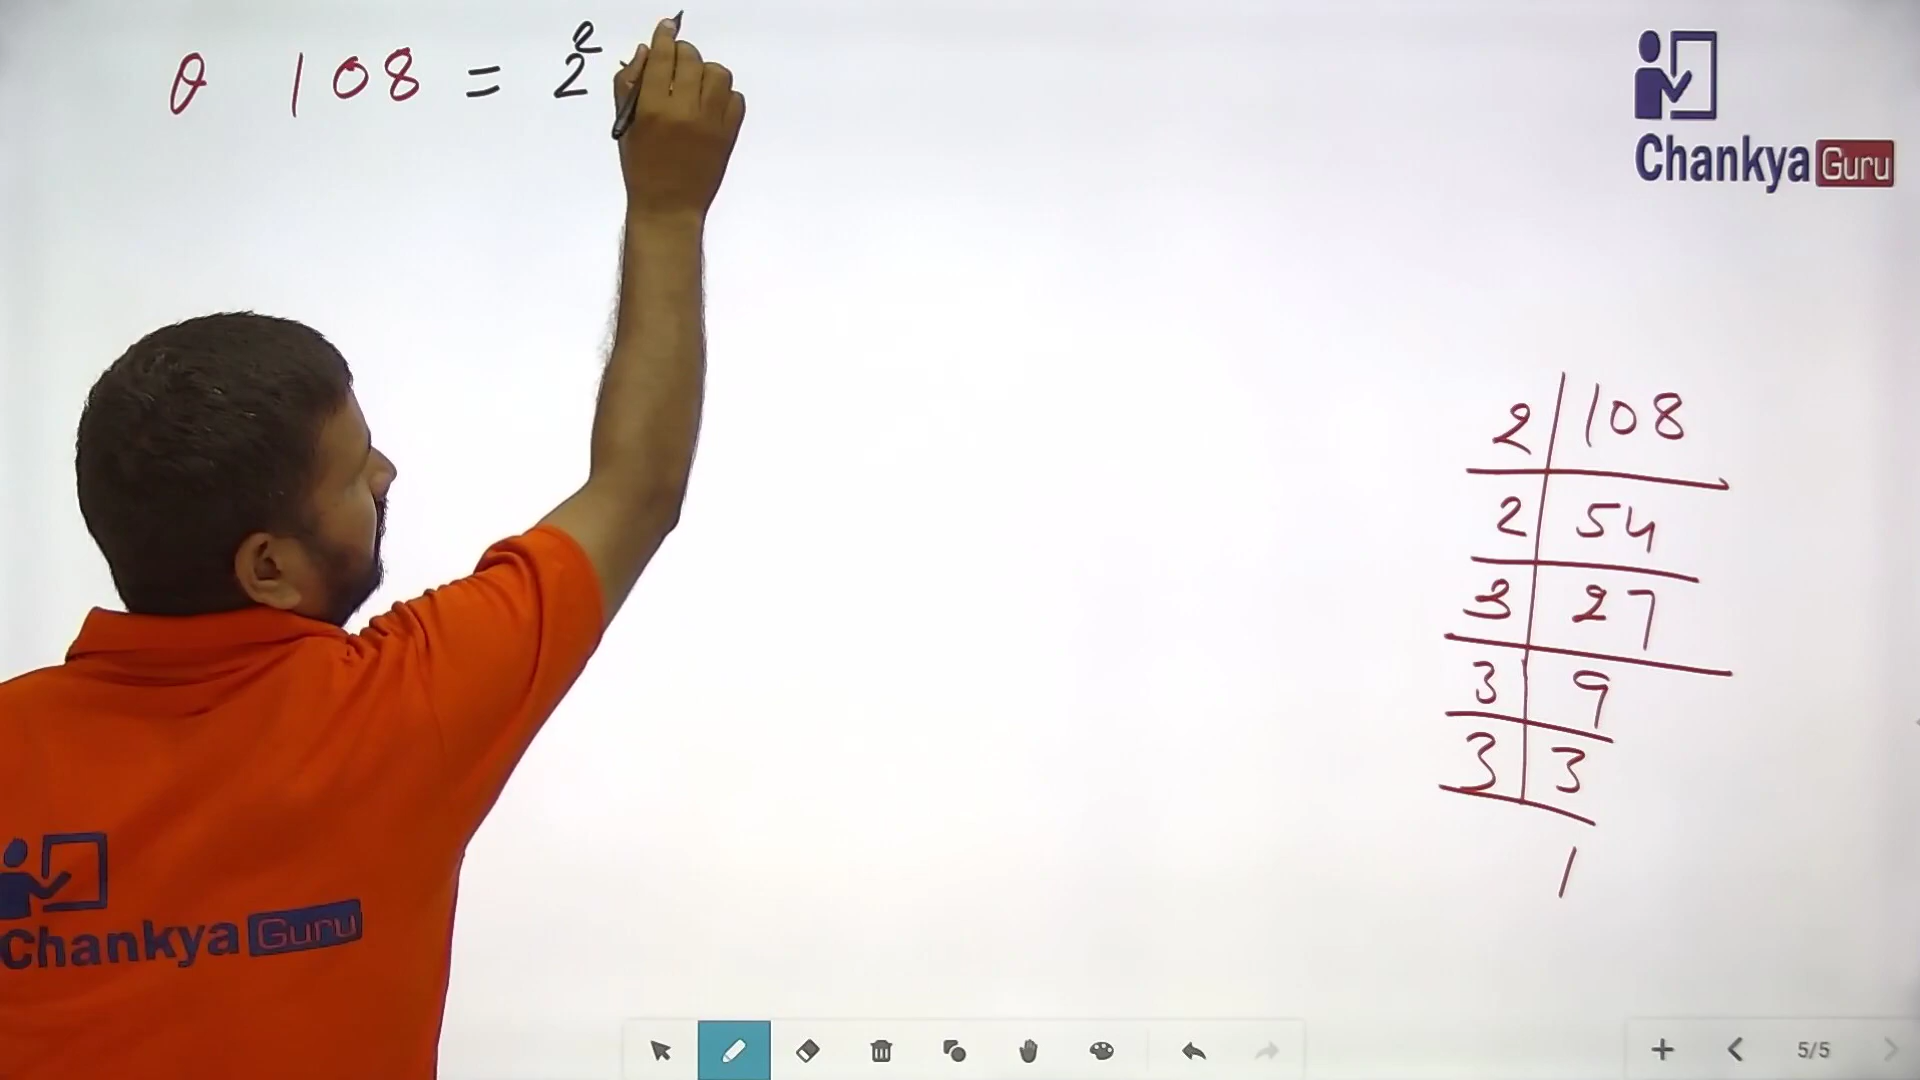 θ 108 = 2²
Chankya Guru
2 | 108
2 | 54
3 | 27
3 | 9
3 | 3
1
Chankya Guru
5/5